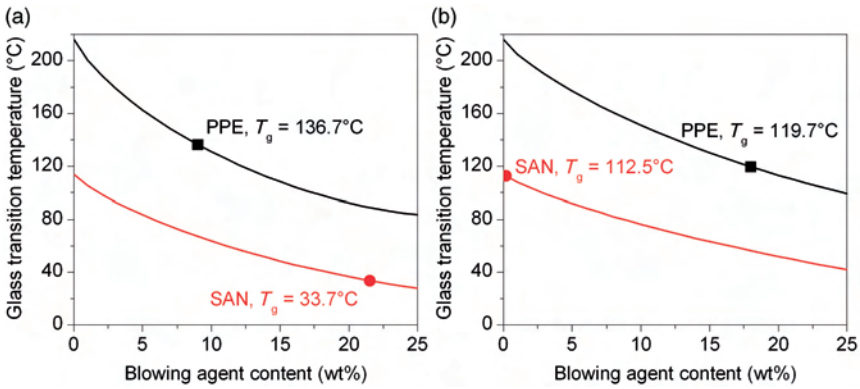 (a)
Glass transition temperature (°C)
200
160
120
80
40
0
PPE, Tg = 136.7°C
SAN, Tg = 33.7°C
0 5 10 15 20 25
Blowing agent content (wt%)
(b)
Glass transition temperature (°C)
200
160
120
80
40
0
PPE, Tg = 119.7°C
SAN, Tg = 112.5°C
0 5 10 15 20 25
Blowing agent content (wt%)